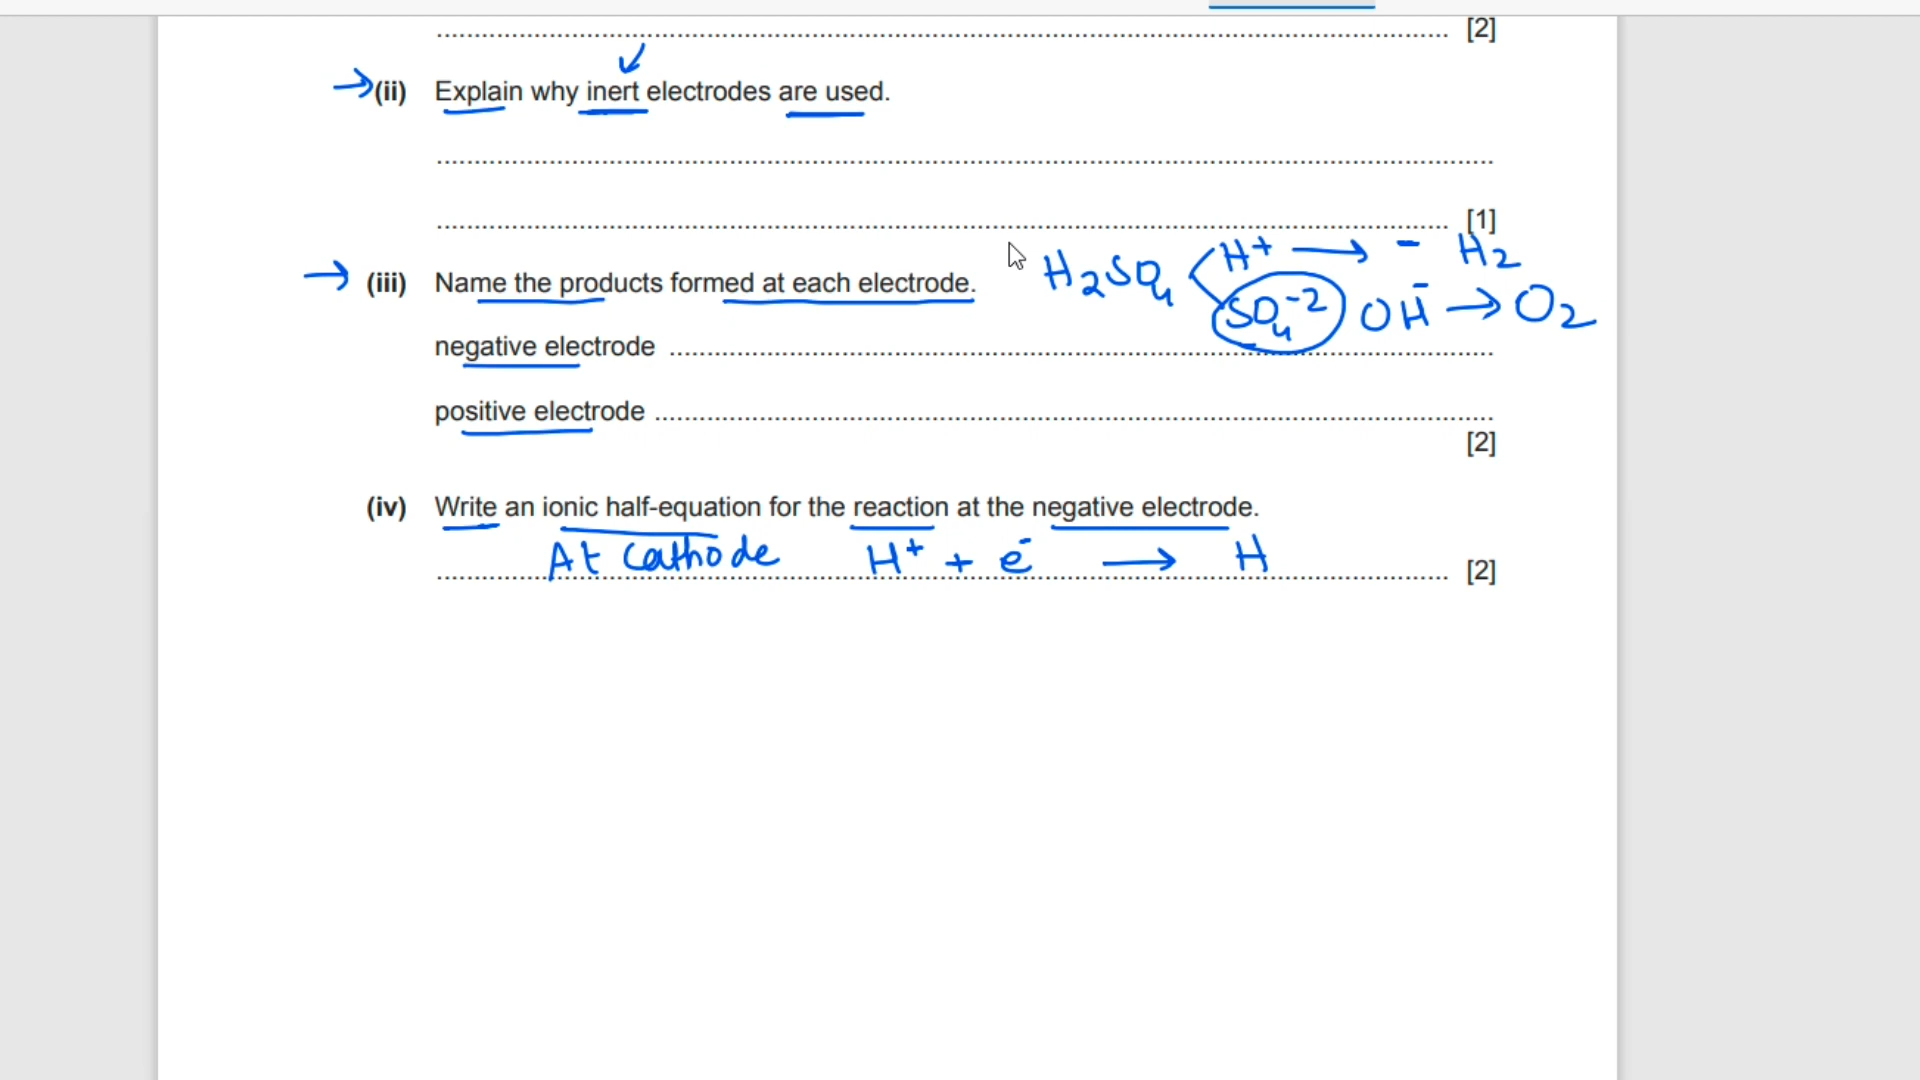 ................................................ [2]
(ii) Explain why inert electrodes are used.
................................................
................................................ [1]
H₂SO₄ H⁺ → - H₂
SO₄⁻² OH⁻ → O₂
(iii) Name the products formed at each electrode.
negative electrode ................................................
positive electrode ................................................
[2]
(iv) Write an ionic half-equation for the reaction at the negative electrode.
At Cathode H⁺ + e⁻ → H
................................................ [2]